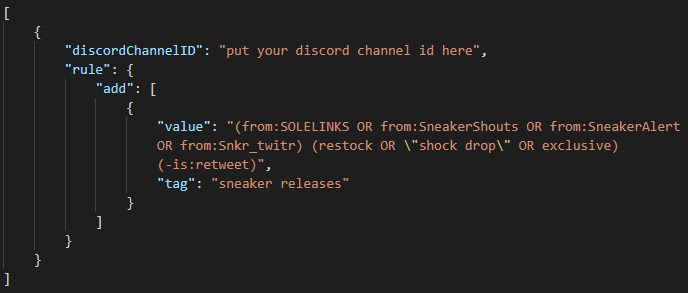 [
    {
        "discordChannelID": "put your discord channel id here",
        "rule": {
            "add": [
                {
                    "value": "(from:SOLELINKS OR from:SneakerShouts OR from:SneakerAlert
                    OR from:Snkr_twitr) (restock OR \"shock drop\" OR exclusive)
                    (-is:retweet)",
                    "tag": "sneaker releases"
                }
            ]
        }
    }
]